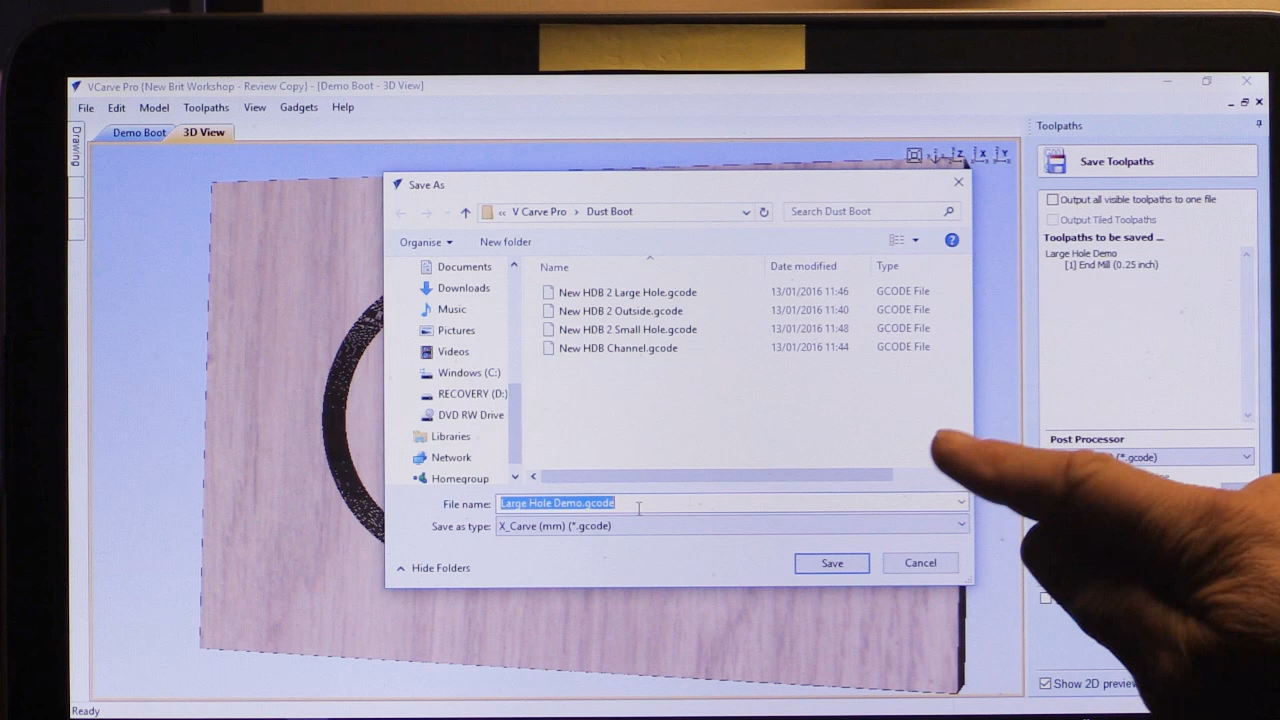 VCarve Pro {New Brit Workshop - Review Copy} - [Demo Boot - 3D View]
File Edit Model Toolpaths View Gadgets Help
Drawing
Demo Boot 3D View
Z X Y
Toolpaths
Save Toolpaths
Output all visible toolpaths to one file
Output Tiled Toolpaths
Toolpaths to be saved ...
Large Hole Demo
[1] End Mill (0.25 inch)
Post Processor
(*.gcode)
Show 2D preview
Save As
« V Carve Pro > Dust Boot
Search Dust Boot
Organise New folder
Documents
Downloads
Music
Pictures
Videos
Windows (C:)
RECOVERY (D:)
DVD RW Drive
Libraries
Network
Homegroup
Name Date modified Type
New HDB 2 Large Hole.gcode 13/01/2016 11:46 GCODE File
New HDB 2 Outside.gcode 13/01/2016 11:40 GCODE File
New HDB 2 Small Hole.gcode 13/01/2016 11:48 GCODE File
New HDB Channel.gcode 13/01/2016 11:44 GCODE File
File name: Large Hole Demo.gcode
Save as type: X_Carve (mm) (*.gcode)
Hide Folders
Save Cancel
Ready